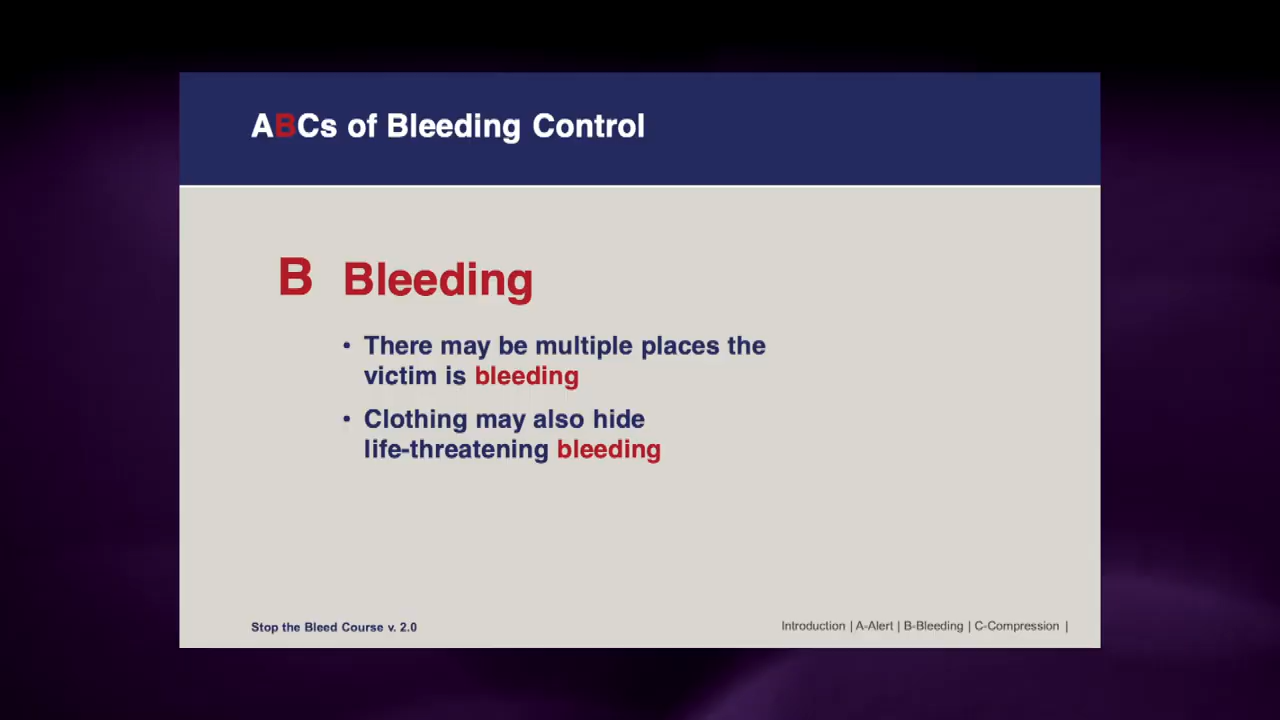 ABCs of Bleeding Control
B Bleeding
• There may be multiple places the
victim is bleeding
• Clothing may also hide
life-threatening bleeding
Stop the Bleed Course v. 2.0
Introduction | A-Alert | B-Bleeding | C-Compression |